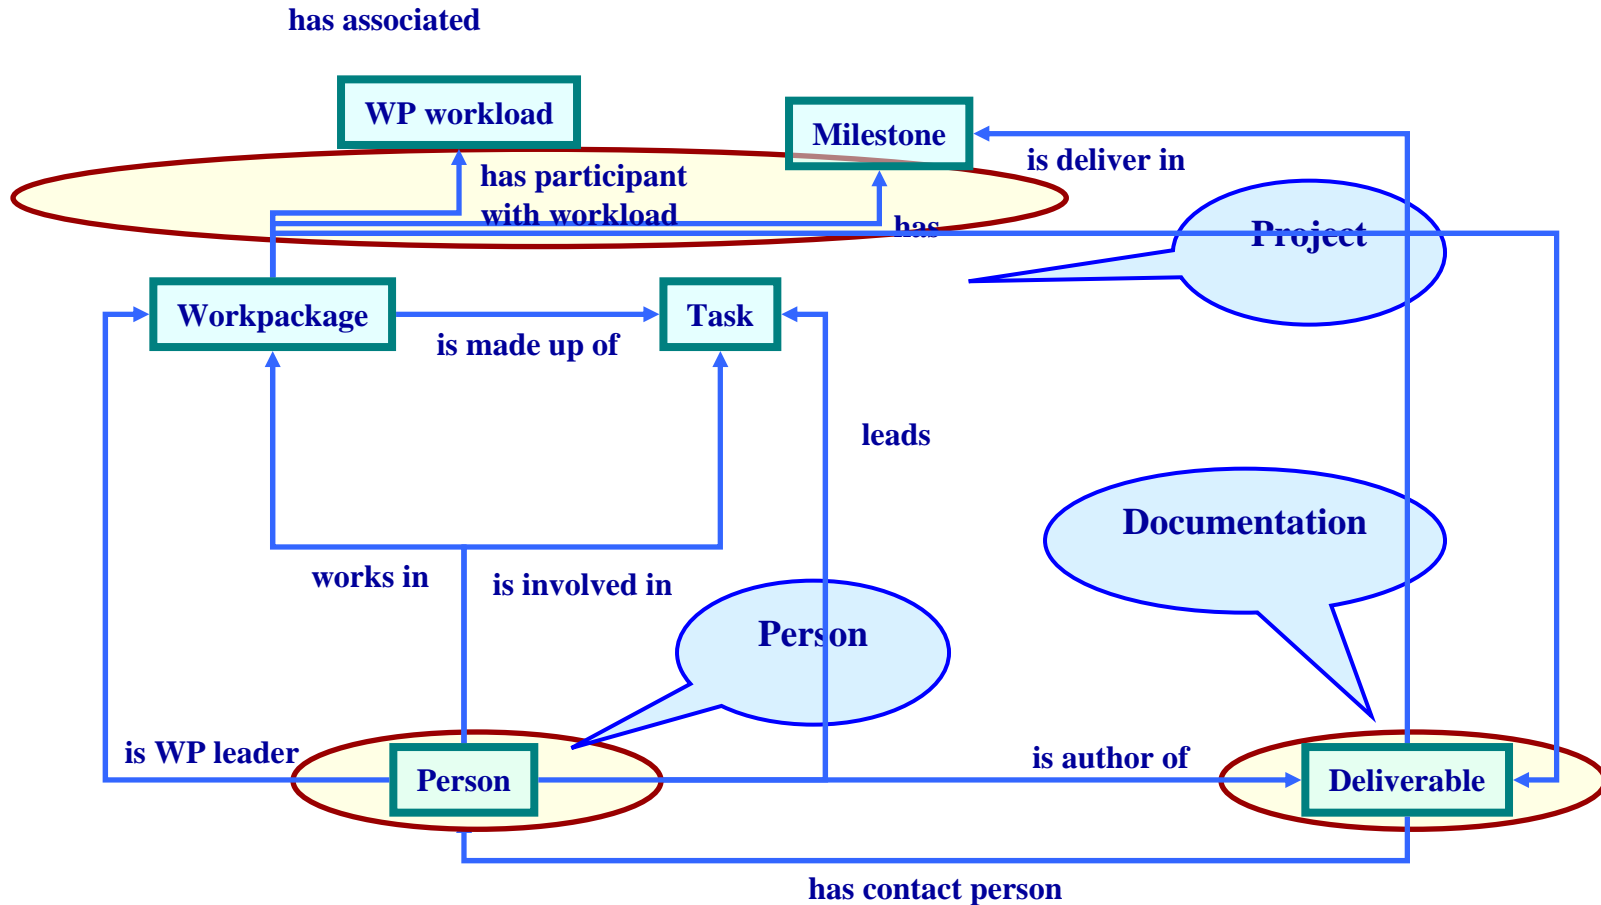 has associated
WP workload
Milestone
is deliver in
has participant
with workload
has
Project
Workpackage
Task
is made up of
leads
Documentation
works in
is involved in
Person
is WP leader
Person
is author of
Deliverable
has contact person